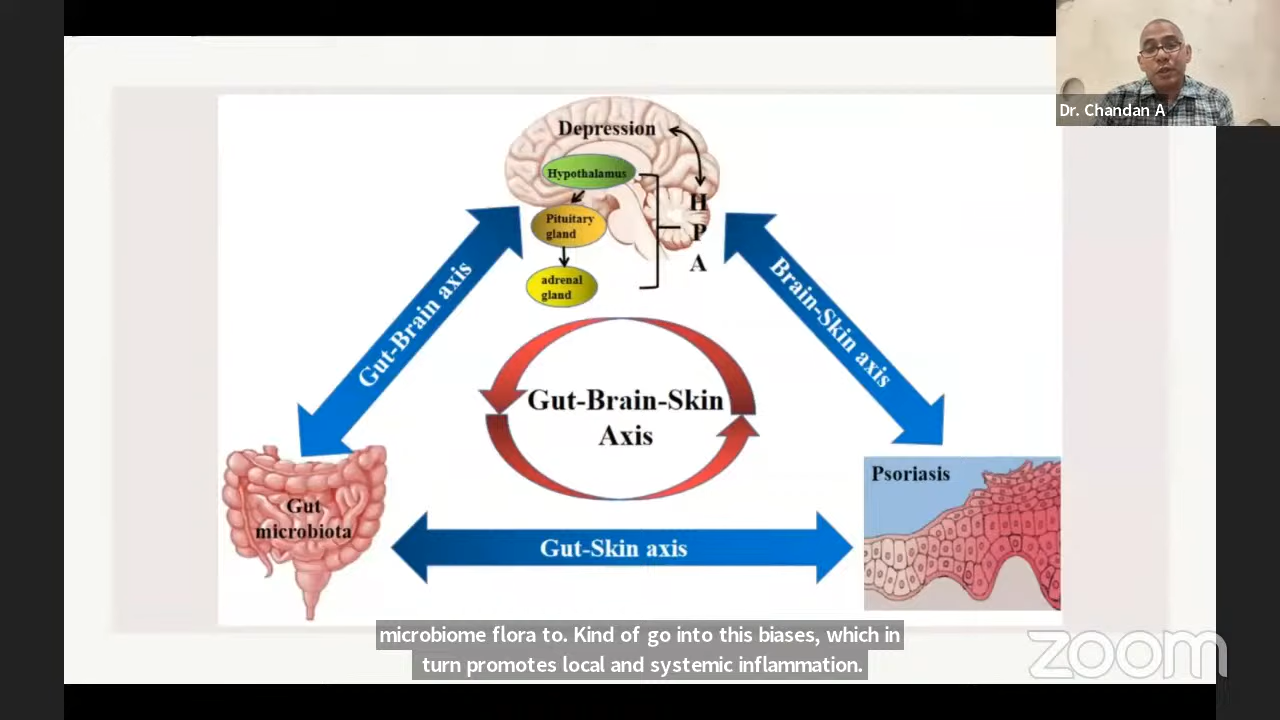 Dr. Chandan A
Depression
Hypothalamus
Pituitary
gland
adrenal
gland
H
P
A
Gut-Brain axis
Brain-Skin axis
Gut-Brain-Skin
Axis
Gut
microbiota
Psoriasis
Gut-Skin axis
microbiome flora to. Kind of go into this biases, which in
turn promotes local and systemic inflammation.
zoom